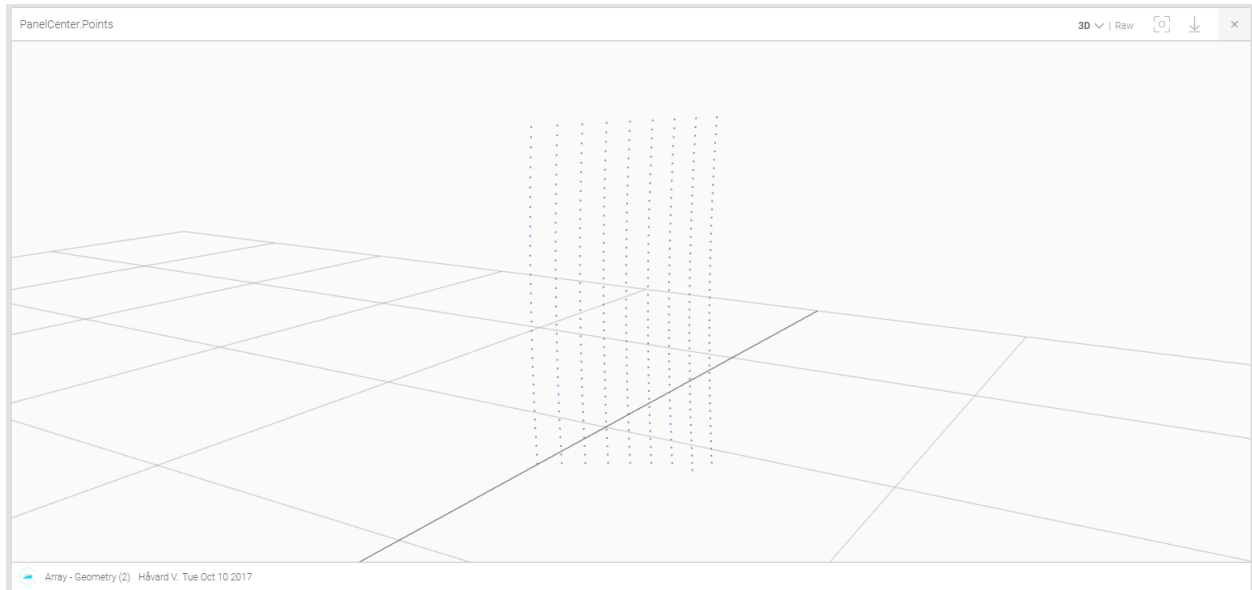 PanelCenter.Points
3D | Raw
Array - Geometry (2) Håvard V. Tue Oct 10 2017